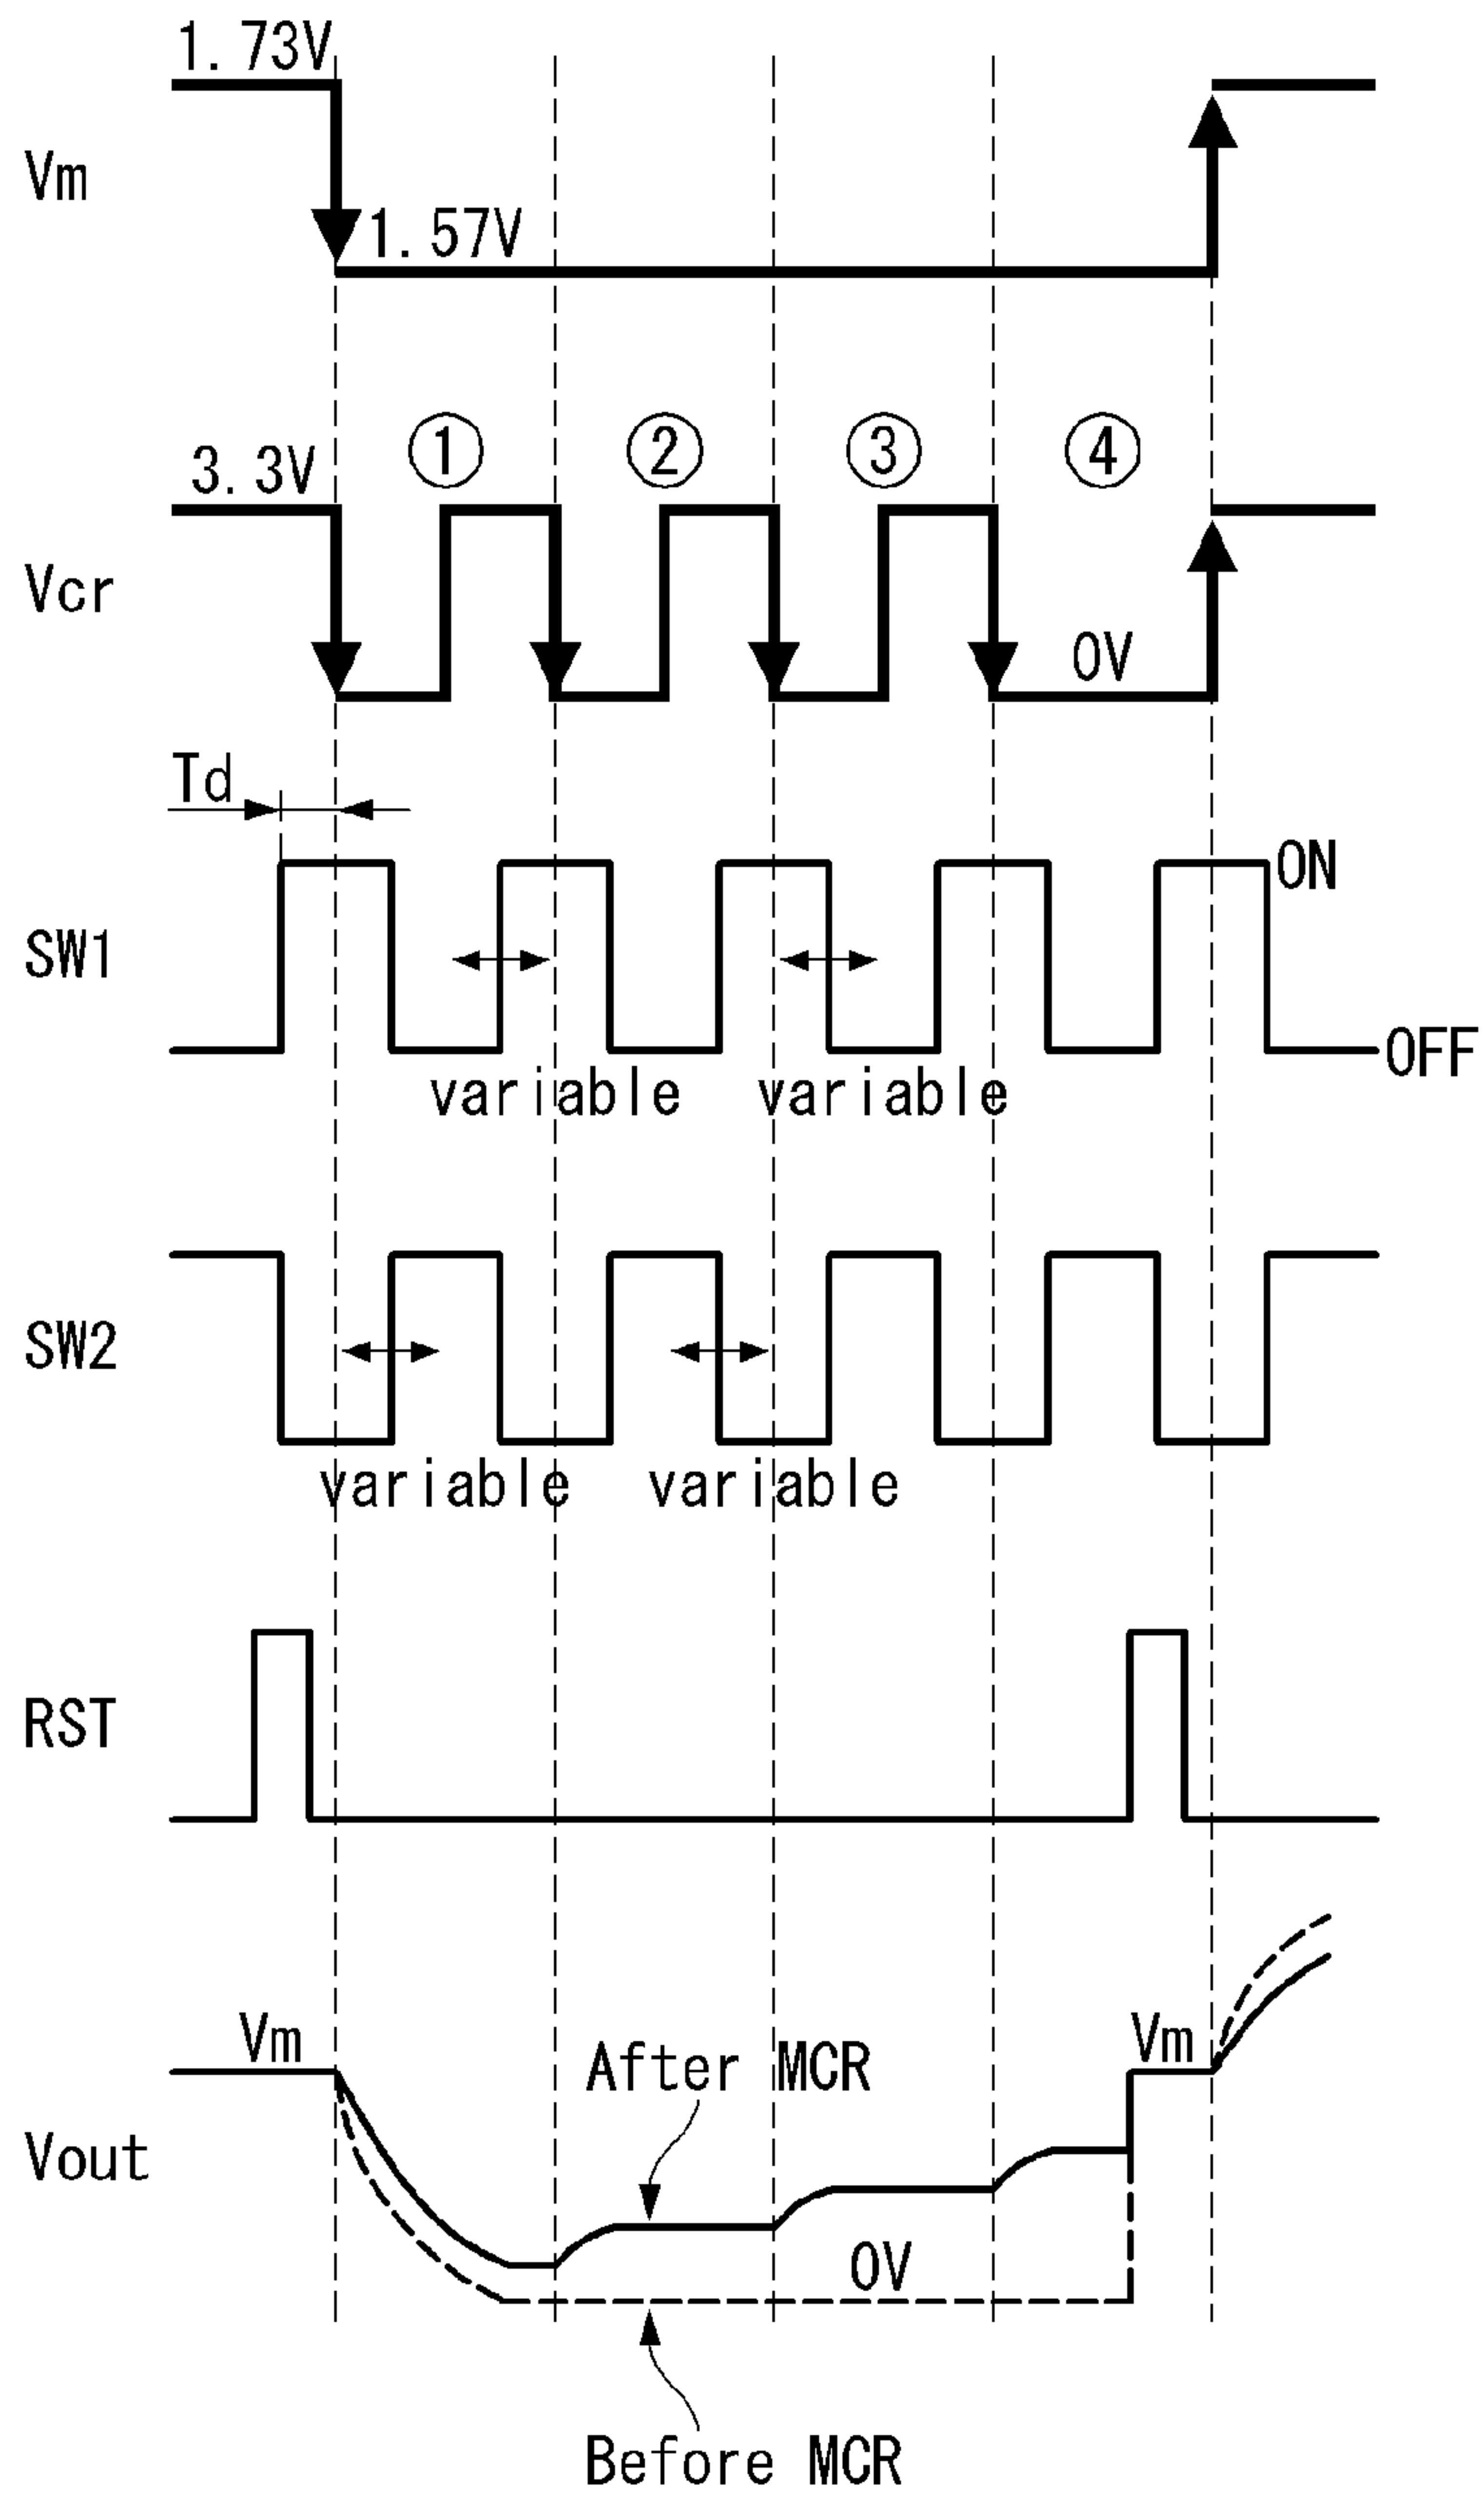 1.73V
Vm
1.57V
① ② ③ ④
3.3V
Vcr
0V
Td
ON
SW1
OFF
variable variable
SW2
variable variable
RST
Vm Vm
After MCR
Vout
0V
Before MCR